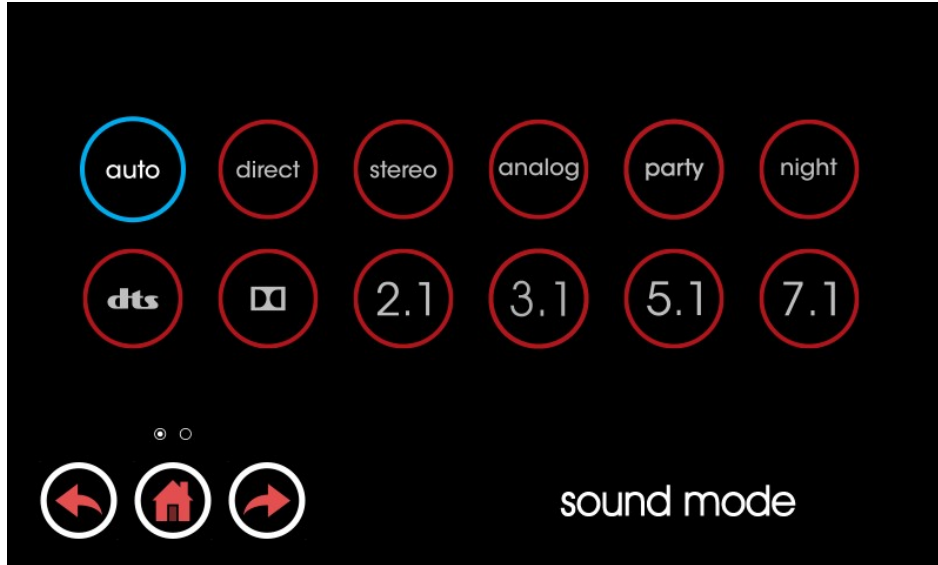 auto direct stereo analog party night
dts 2.1 3.1 5.1 7.1
sound mode